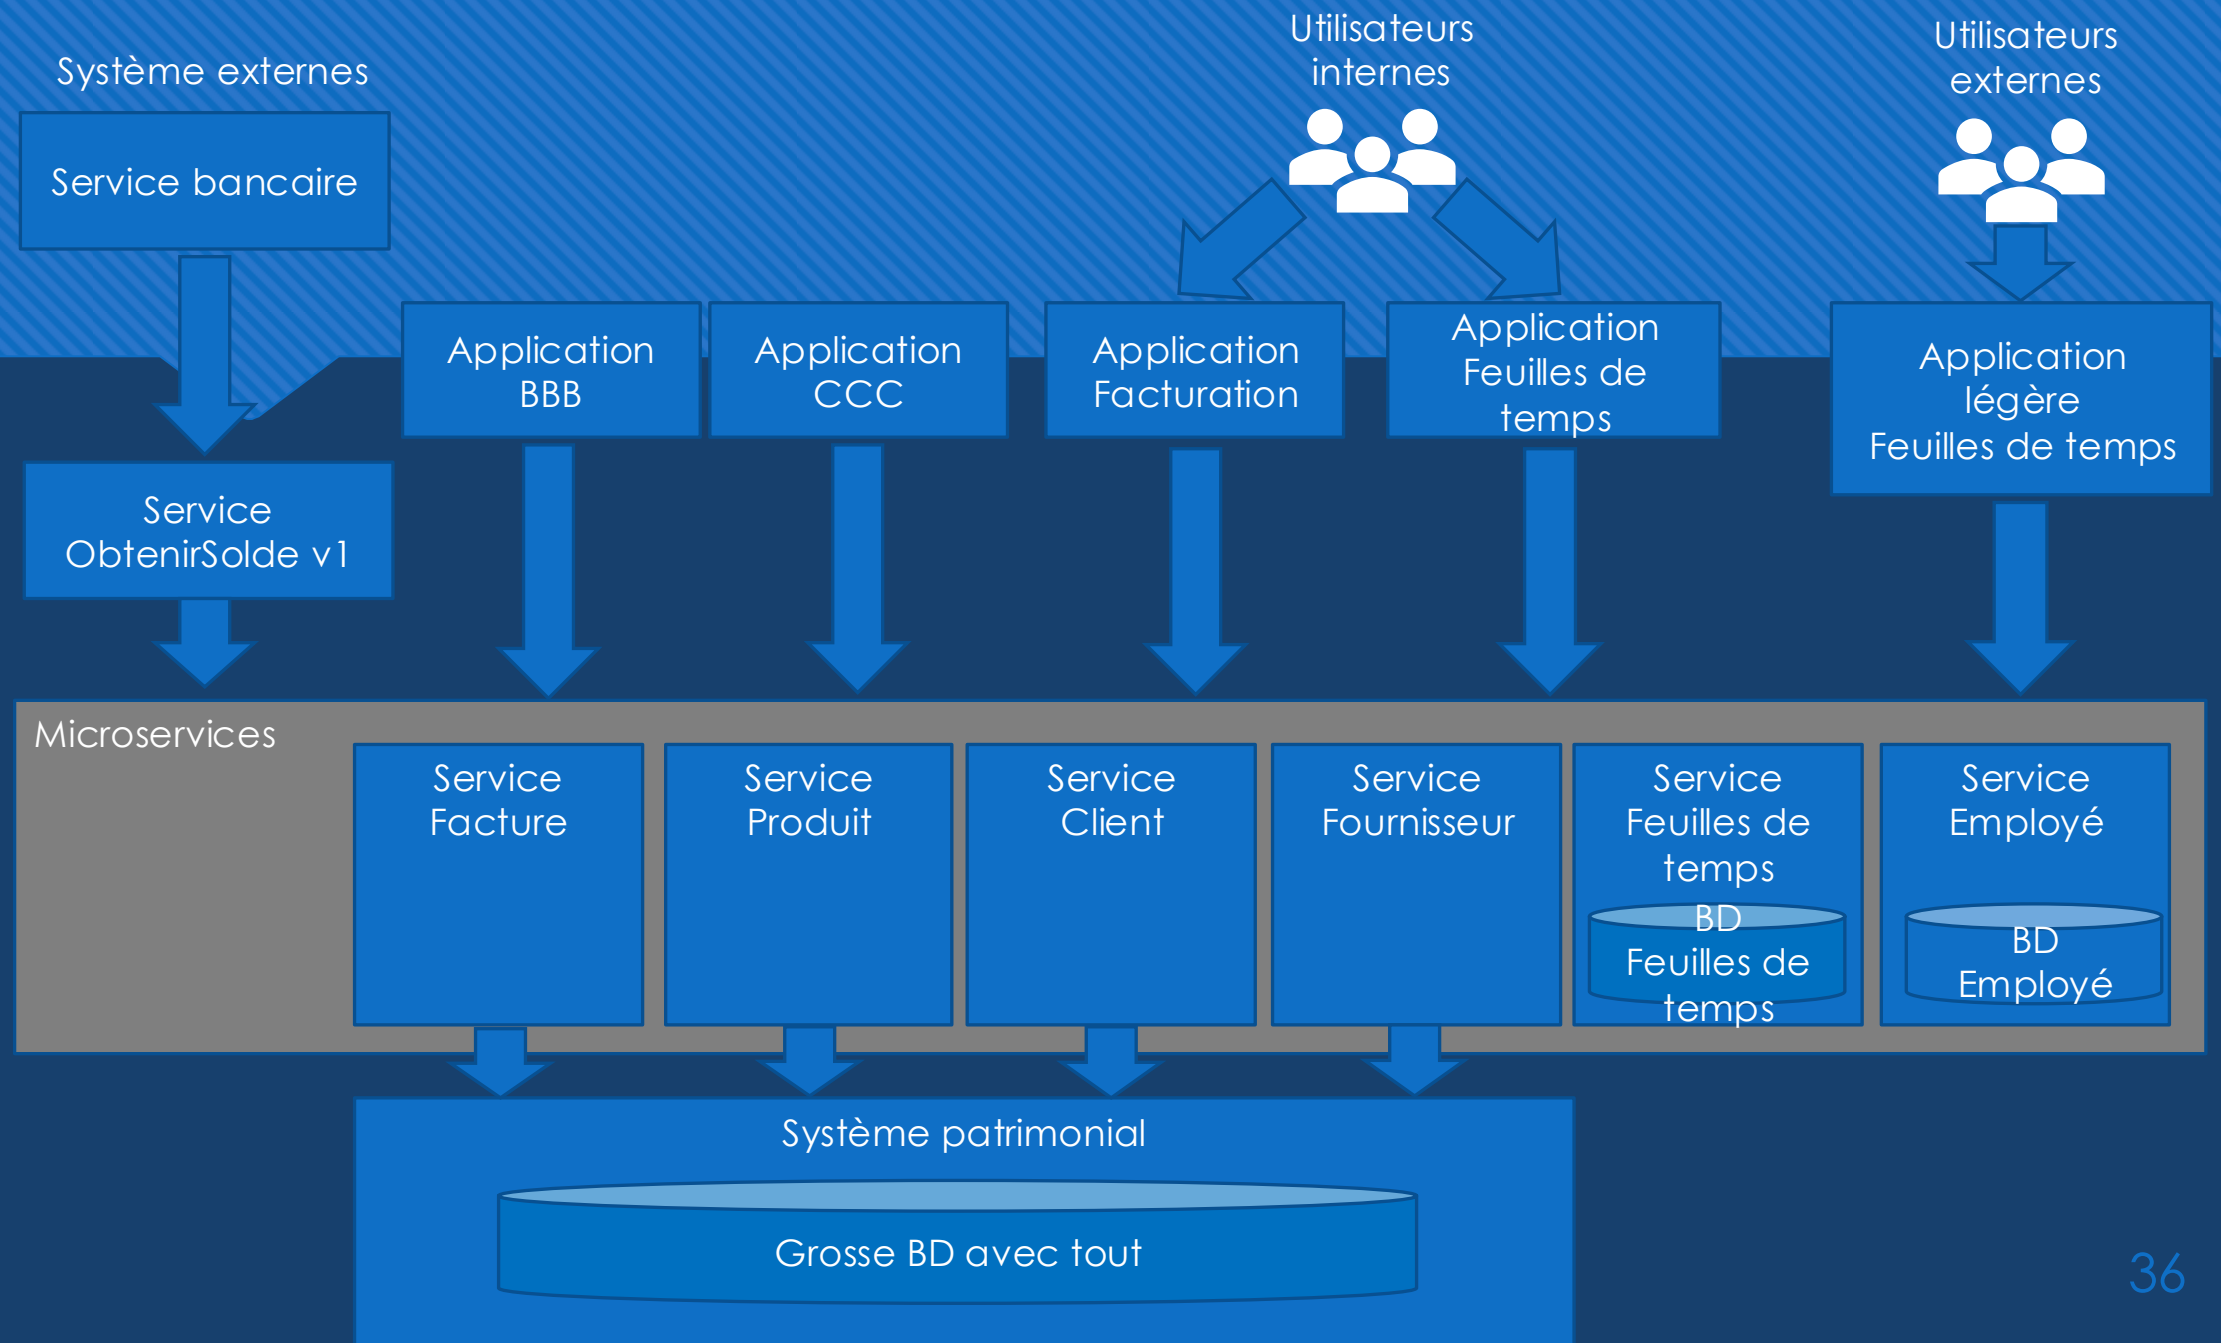 Système externes
Utilisateurs
internes
Utilisateurs
externes
Service bancaire
Application
BBB
Application
CCC
Application
Facturation
Application
Feuilles de
temps
Application
légère
Feuilles de temps
Service
ObtenirSolde v1
Microservices
Service
Facture
Service
Produit
Service
Client
Service
Fournisseur
Service
Feuilles de
temps
BD
Feuilles de
temps
Service
Employé
BD
Employé
Système patrimonial
Grosse BD avec tout
36